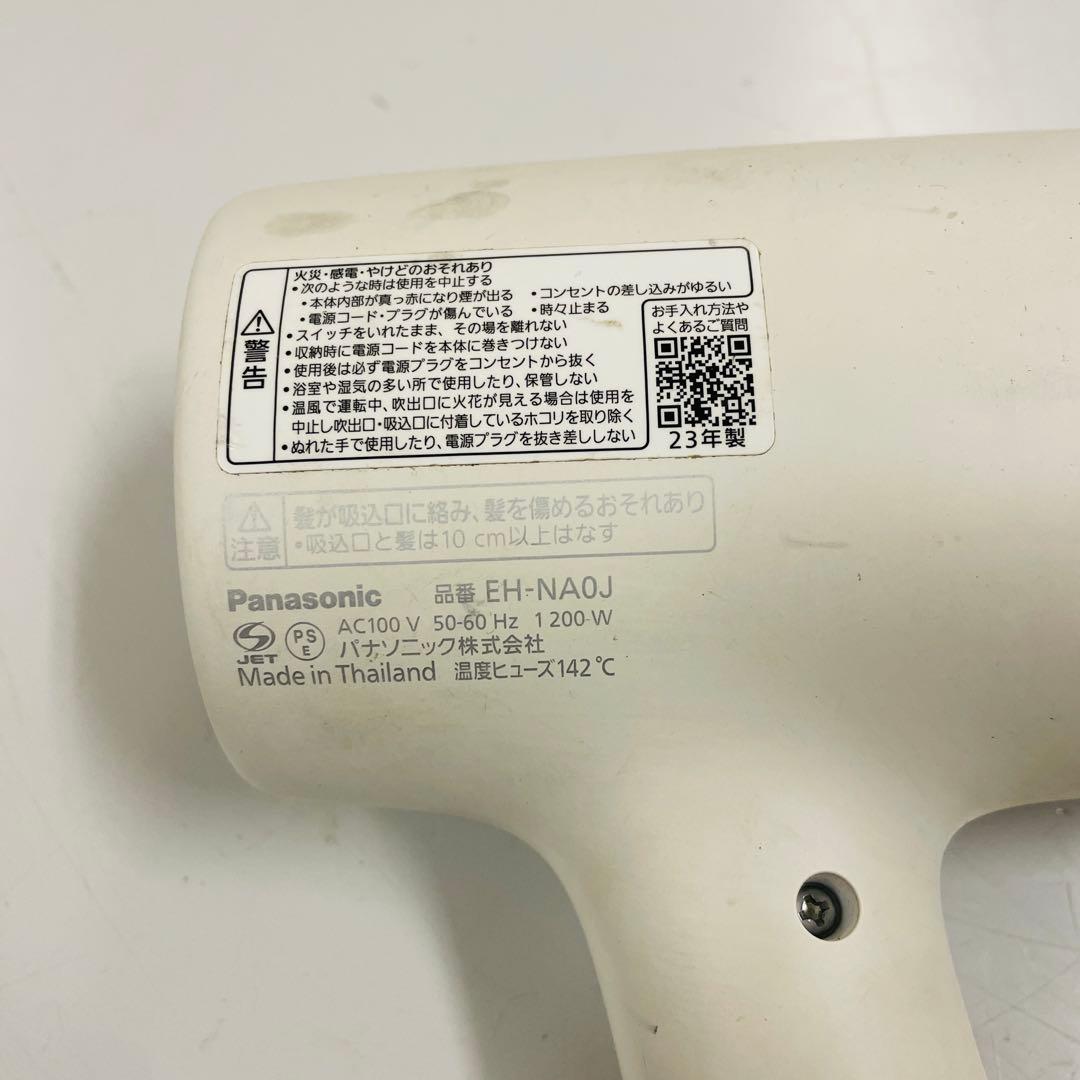 警告
火災・感電・やけどのおそれあり
・次のような時は使用を中止する
・本体内部が真っ赤になり煙が出る ・コンセントの差し込みがゆるい
・電源コード・プラグが傷んでいる ・時々止まる
・スイッチをいれたまま、その場を離れない
・収納時に電源コードを本体に巻きつけない
・使用後は必ず電源プラグをコンセントから抜く
・浴室や湿気の多い所で使用したり、保管しない
・温風で運転中、吹出口に火花が見える場合は使用を
中止し吹出口・吸込口に付着しているホコリを取り除く
・ぬれた手で使用したり、電源プラグを抜き差ししない
お手入れ方法や
よくあるご質問
23年製
注意
髪が吸込口に絡み、髪を傷めるおそれあり
・吸込口と髪は10 cm以上はなす
Panasonic 品番 EH-NA0J
AC100 V 50-60 Hz 1 200 W
JET PS E パナソニック株式会社
Made in Thailand 温度ヒューズ142℃